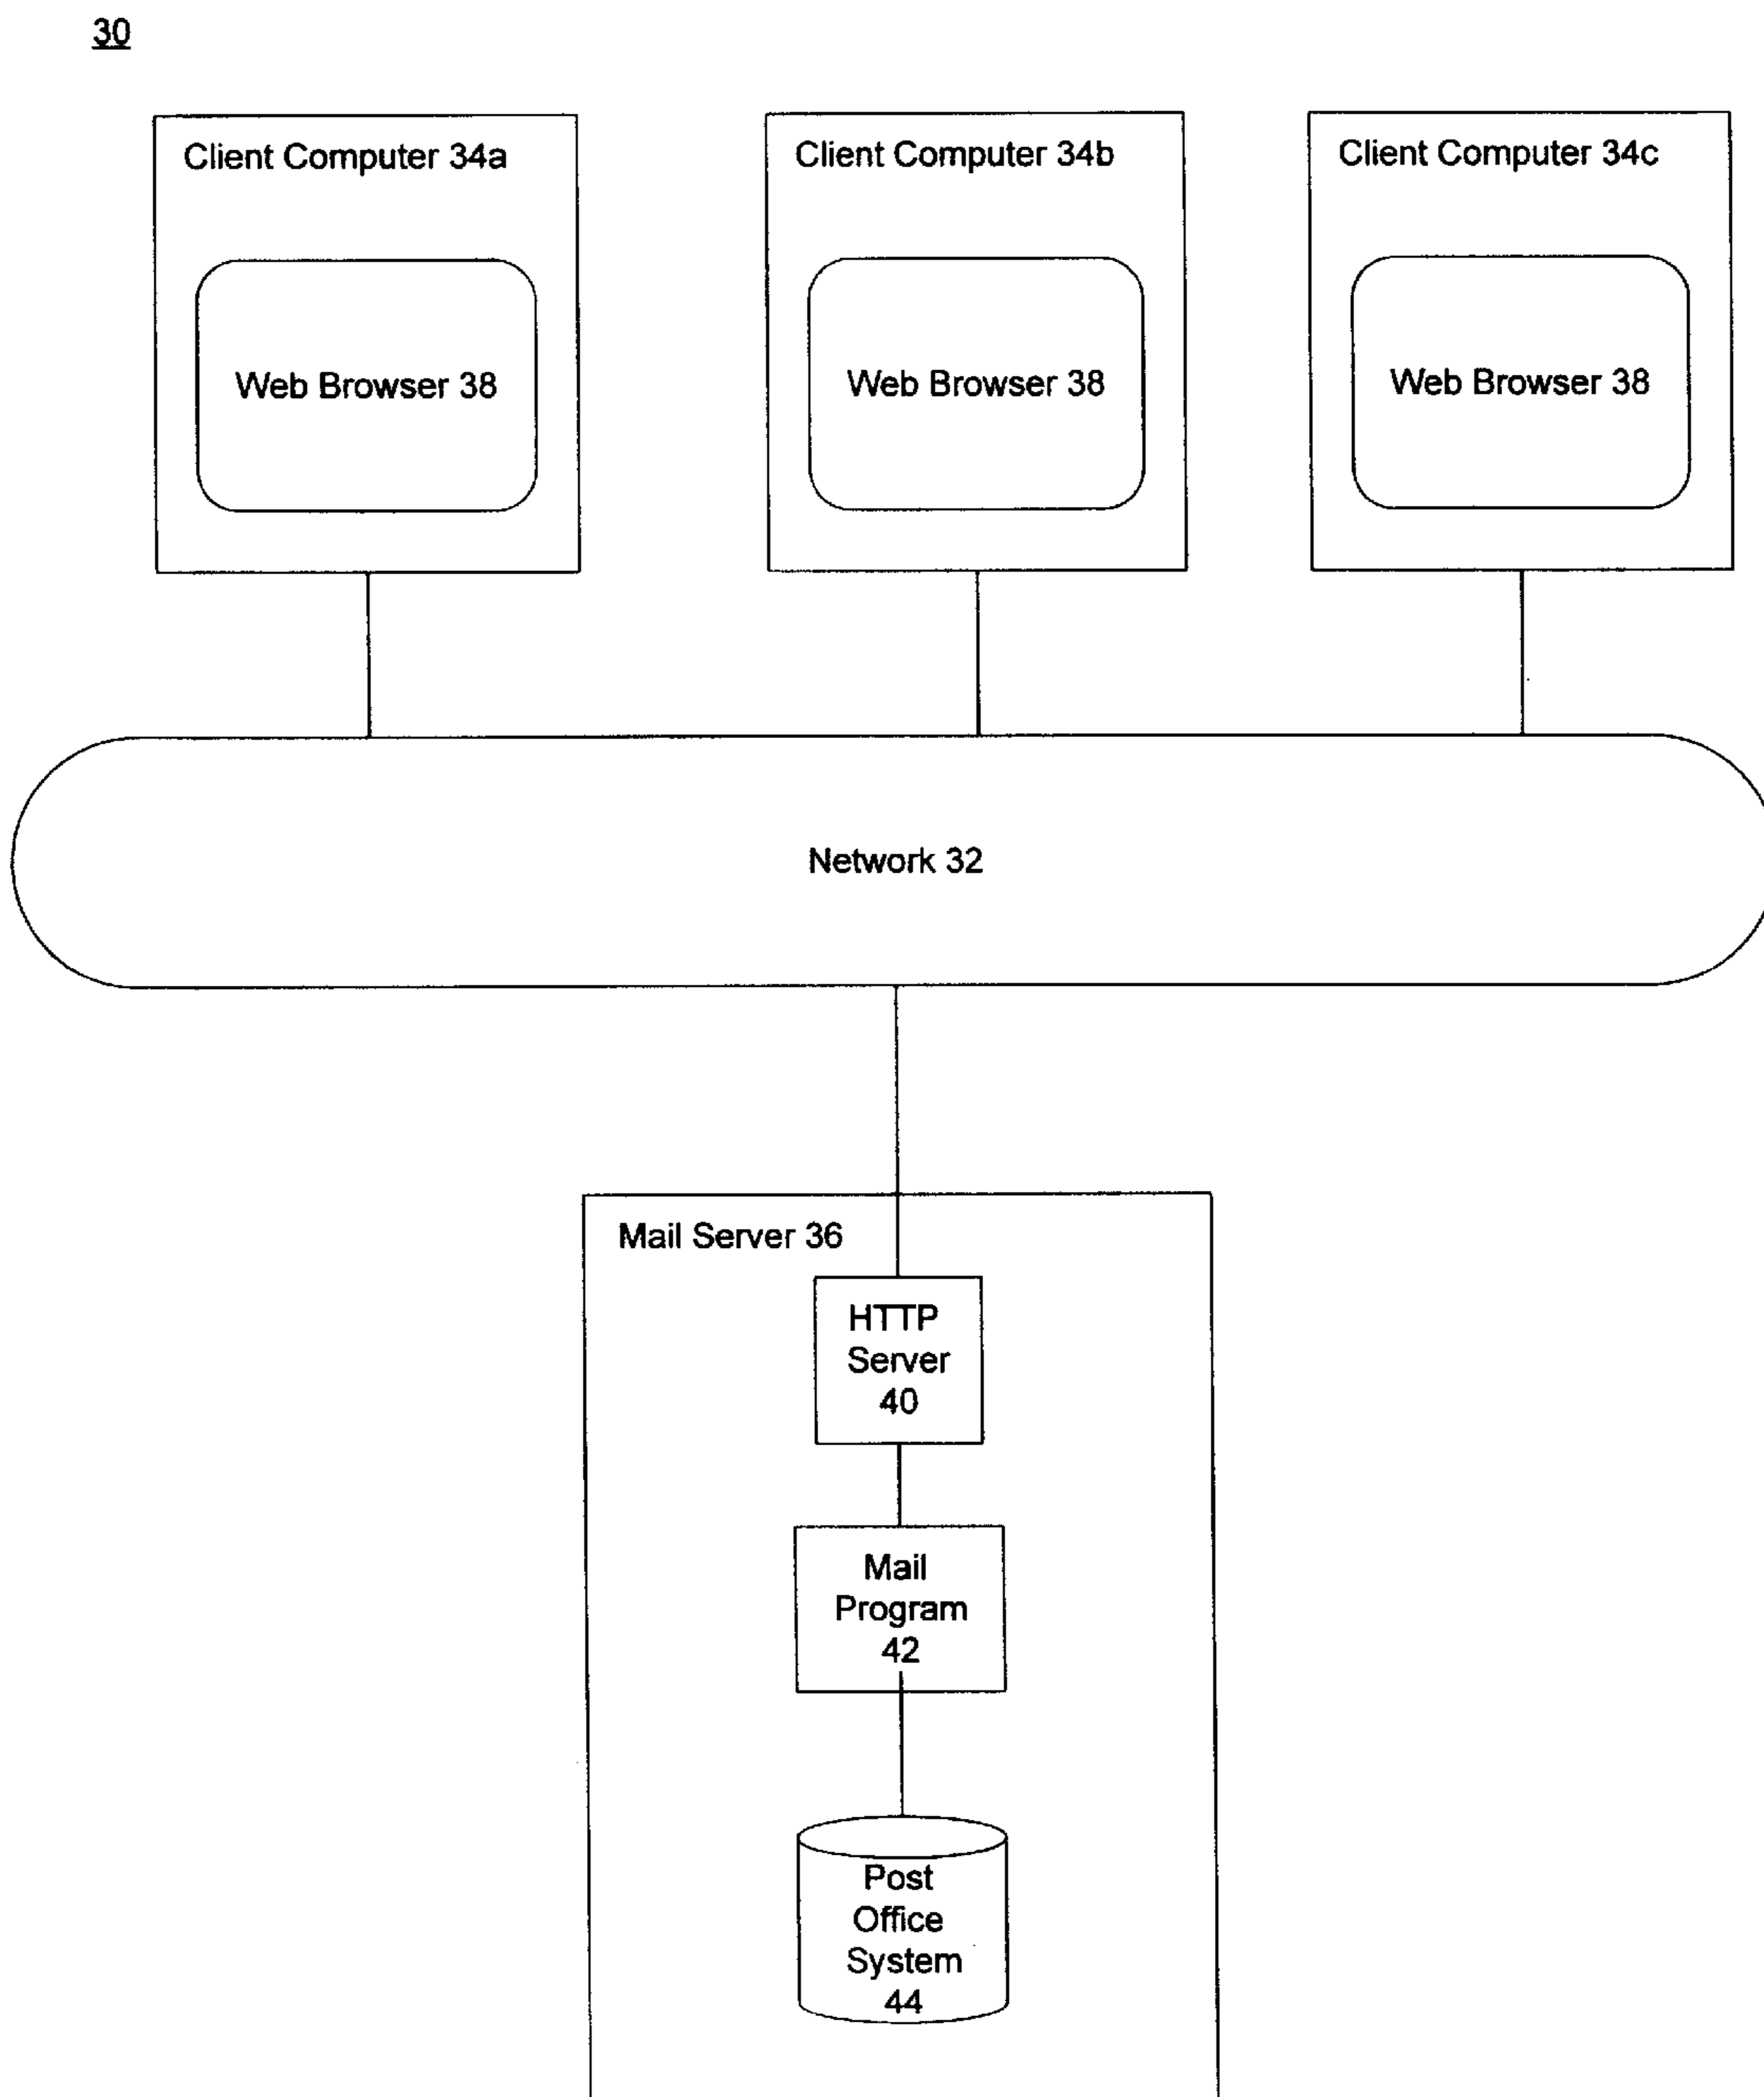 30
Client Computer 34a
Client Computer 34b
Client Computer 34c
Web Browser 38
Web Browser 38
Web Browser 38
Network 32
Mail Server 36
HTTP
Server
40
Mail
Program
42
Post
Office
System
44